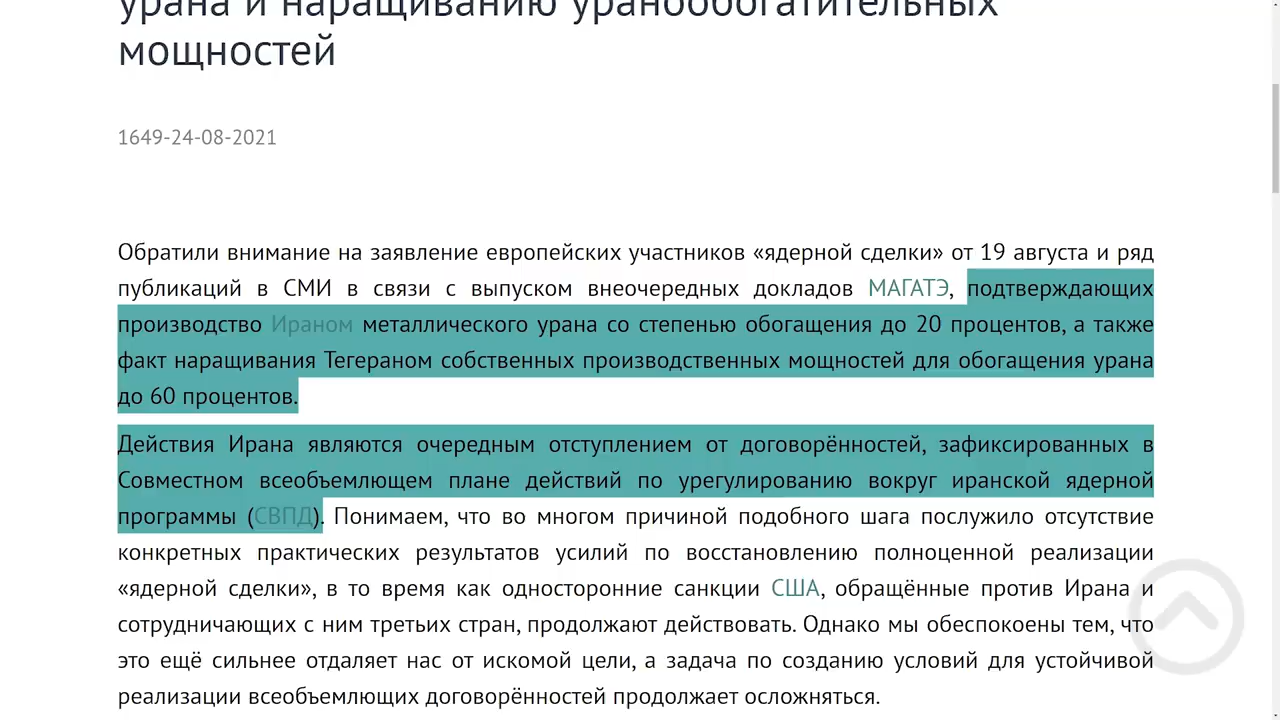 урана и наращиванию уранообогатительных
мощностей
1649-24-08-2021
Обратили внимание на заявление европейских участников «ядерной сделки» от 19 августа и ряд
публикаций в СМИ в связи с выпуском внеочередных докладов МАГАТЭ, подтверждающих
производство Ираном металлического урана со степенью обогащения до 20 процентов, а также
факт наращивания Тегераном собственных производственных мощностей для обогащения урана
до 60 процентов.
Действия Ирана являются очередным отступлением от договорённостей, зафиксированных в
Совместном всеобъемлющем плане действий по урегулированию вокруг иранской ядерной
программы (СВПД). Понимаем, что во многом причиной подобного шага послужило отсутствие
конкретных практических результатов усилий по восстановлению полноценной реализации
«ядерной сделки», в то время как односторонние санкции США, обращённые против Ирана и
сотрудничающих с ним третьих стран, продолжают действовать. Однако мы обеспокоены тем, что
это ещё сильнее отдаляет нас от искомой цели, а задача по созданию условий для устойчивой
реализации всеобъемлющих договорённостей продолжает осложняться.